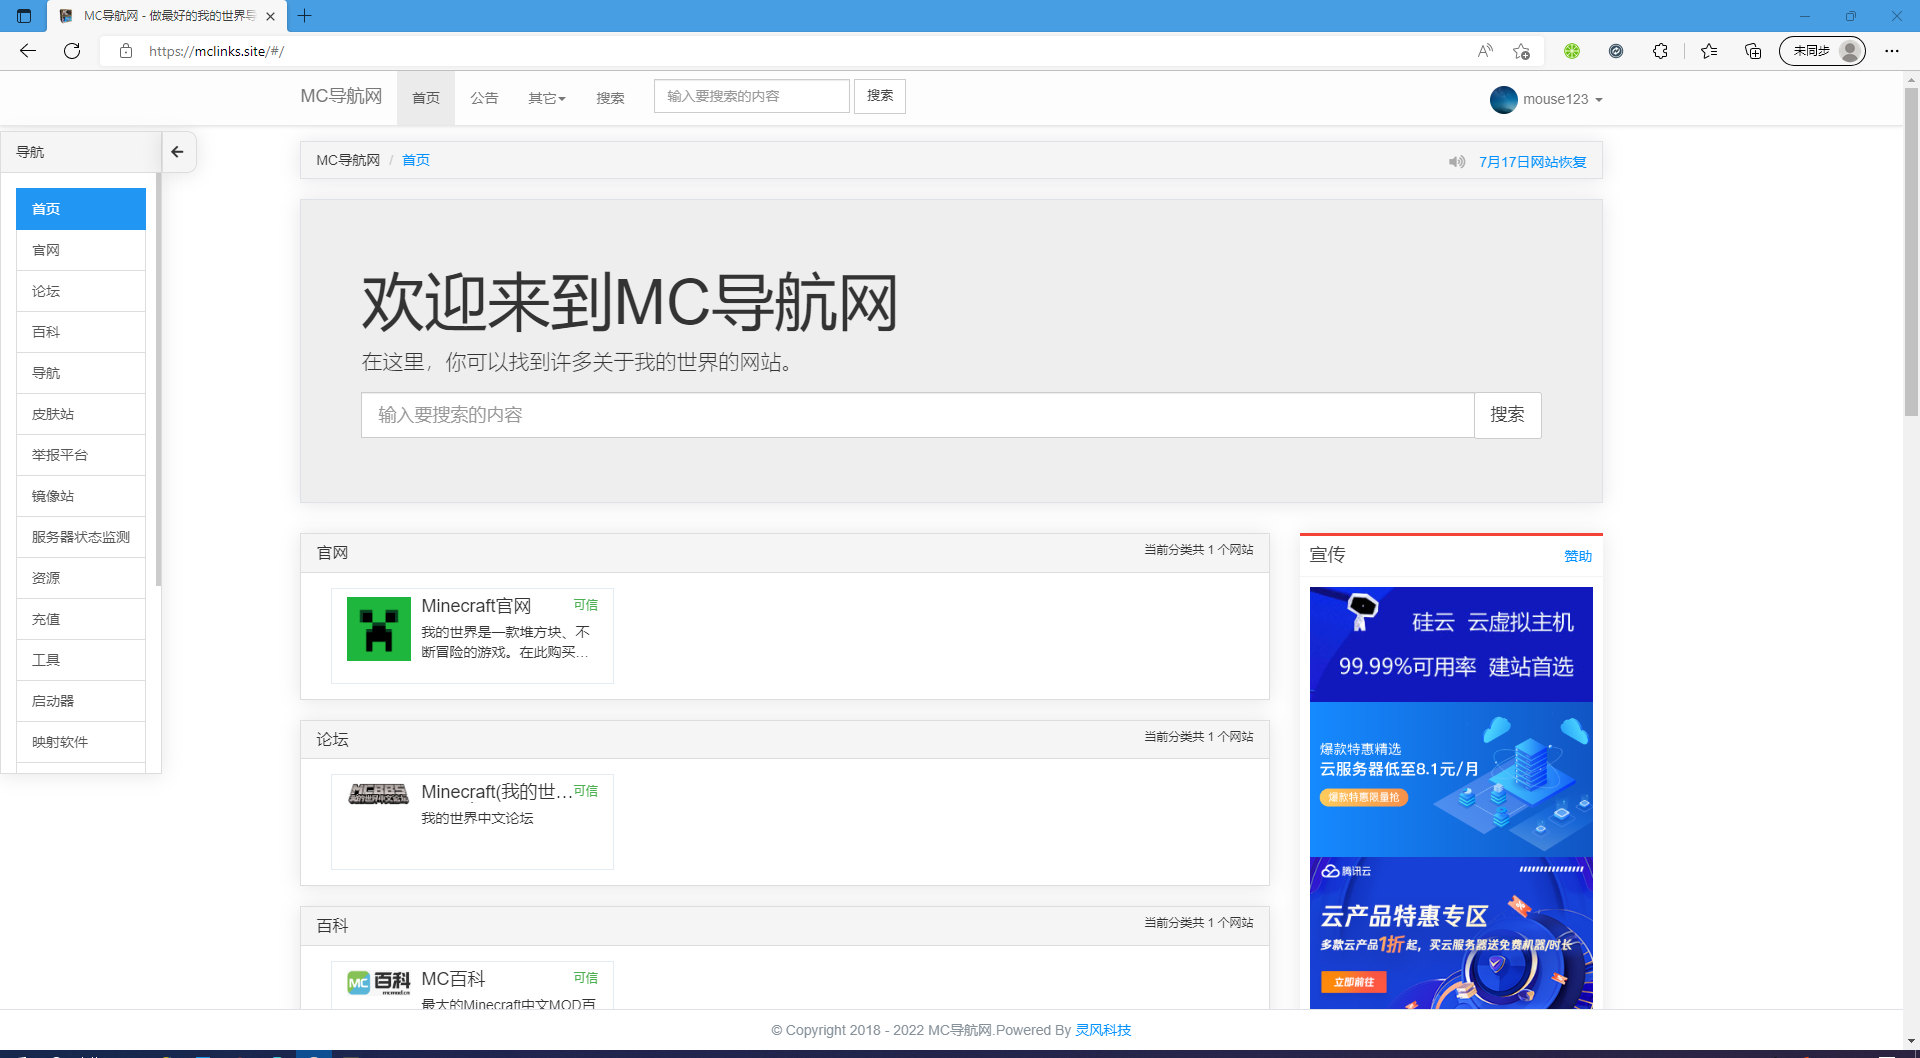 MC导航网 - 做最好的我的世界导
https://mclinks.site/#/
未同步
MC导航网
首页
公告
其它
搜索
输入要搜索的内容
搜索
mouse123
导航
首页
官网
论坛
百科
导航
皮肤站
举报平台
镜像站
服务器状态监测
资源
充值
工具
启动器
映射软件
MC导航网 / 首页
7月17日网站恢复
欢迎来到MC导航网
在这里，你可以找到许多关于我的世界的网站。
输入要搜索的内容
搜索
官网
当前分类共 1 个网站
Minecraft官网
可信
我的世界是一款堆方块、不
断冒险的游戏。在此购买...
论坛
当前分类共 1 个网站
MCBBS
我的世界中文论坛
Minecraft(我的世...
可信
我的世界中文论坛
百科
当前分类共 1 个网站
MC 百科
mcmod.cn
MC百科
可信
最大的Minecraft中文MOD百
宣传
赞助
硅云 云虚拟主机
99.99%可用率 建站首选
爆款特惠精选
云服务器低至8.1元/月
爆款特惠限量抢
腾讯云
云产品特惠专区
多款云产品1折起，买云服务器送免费机器/时长
立即前往
© Copyright 2018 - 2022 MC导航网.Powered By 灵风科技